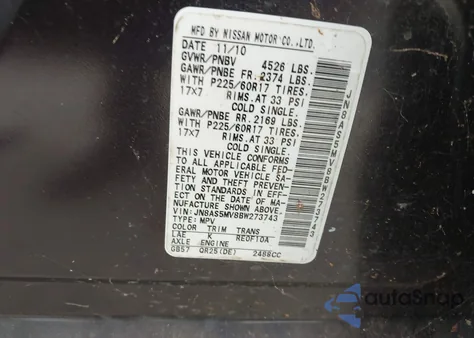 MFD BY NISSAN MOTOR CO., LTD.
DATE 11/10
GVWR/PNBV 4526 LBS.
GAWR/PNBE FR. 2374 LBS.
WITH P225/60R17 TIRES.
17X7 RIMS. AT 33 PSI
COLD SINGLE.
GAWR/PNBE RR. 2169 LBS.
WITH P225/60R17 TIRES.
17X7 RIMS. AT 33 PSI
COLD SINGLE.
THIS VEHICLE CONFORMS
TO ALL APPLICABLE FED-
ERAL MOTOR VEHICLE SA-
FETY AND THEFT PREVEN-
TION STANDARDS IN EFF-
ECT ON THE DATE OF MA-
NUFACTURE SHOWN ABOVE.
VIN:JN8AS5MV8BW273743
TYPE: MPV
COLOR TRIM TRANS
LAE K RE0F10A
AXLE ENGINE
GB57 QR25(DE) 2488CC
JN8AS5MV8BW273743
autoSnap